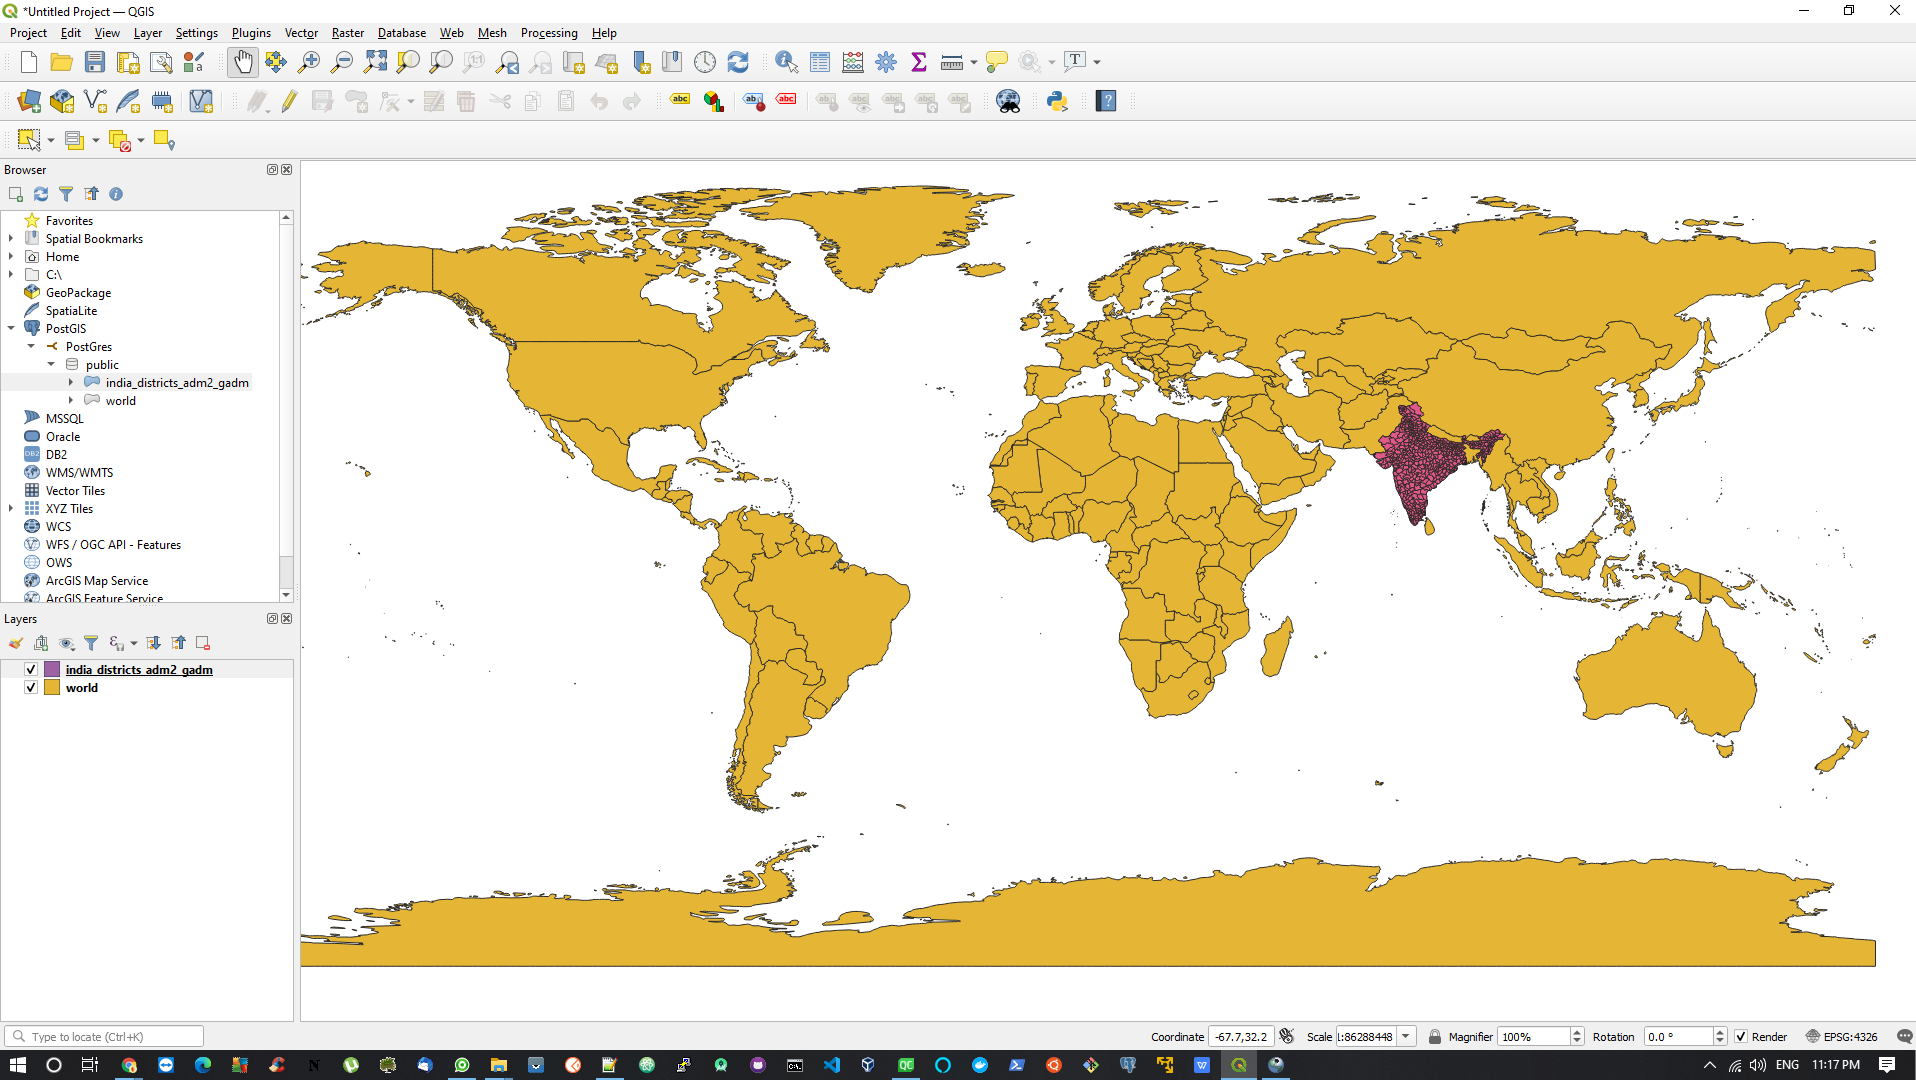 *Untitled Project — QGIS
Project Edit View Layer Settings Plugins Vector Raster Database Web Mesh Processing Help
Browser
Favorites
Spatial Bookmarks
Home
C:\
GeoPackage
SpatiaLite
PostGIS
PostGres
public
india_districts_adm2_gadm
world
MSSQL
Oracle
DB2
WMS/WMTS
Vector Tiles
XYZ Tiles
WCS
WFS / OGC API - Features
OWS
ArcGIS Map Service
ArcGIS Feature Service
Layers
india_districts_adm2_gadm
world
Type to locate (Ctrl+K)
Coordinate -67.7,32.2 Scale 1:86288448 Magnifier 100% Rotation 0.0 ° Render EPSG:4326
ENG 11:17 PM